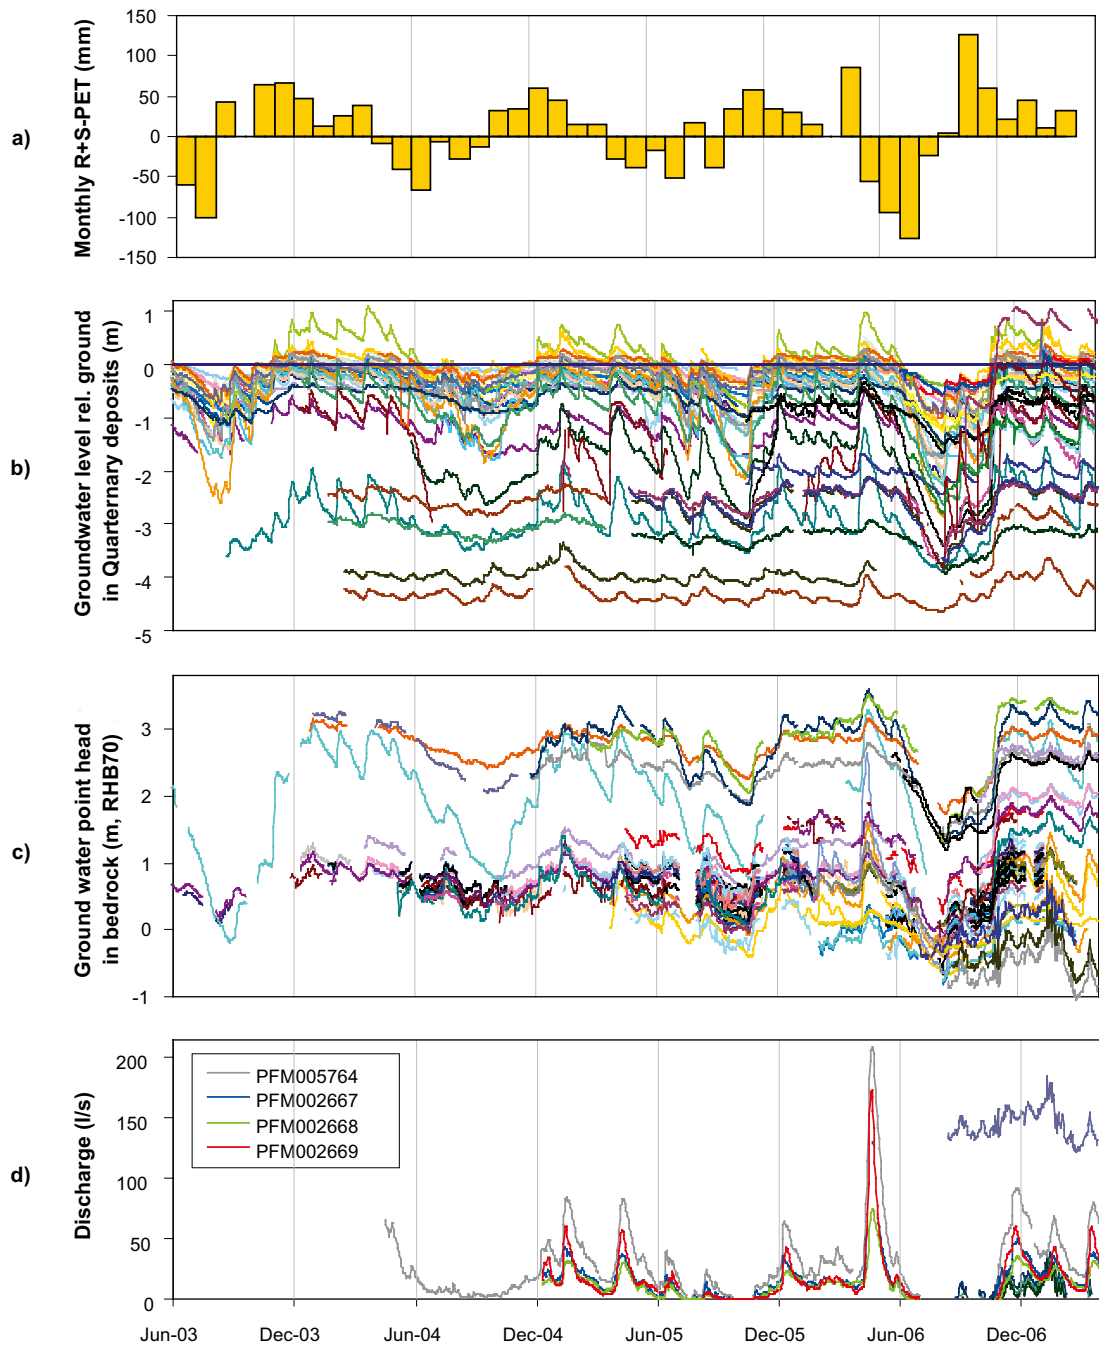 a)
Monthly R+S-PET (mm)
150
100
50
0
-50
-100
-150
b)
Groundwater level rel. ground
in Quarternary deposits (m)
1
0
-1
-2
-3
-4
-5
c)
Ground water point head
in bedrock (m, RHB70)
3
2
1
0
-1
d)
Discharge (l/s)
200
150
100
50
0
PFM005764
PFM002667
PFM002668
PFM002669
Jun-03 Dec-03 Jun-04 Dec-04 Jun-05 Dec-05 Jun-06 Dec-06